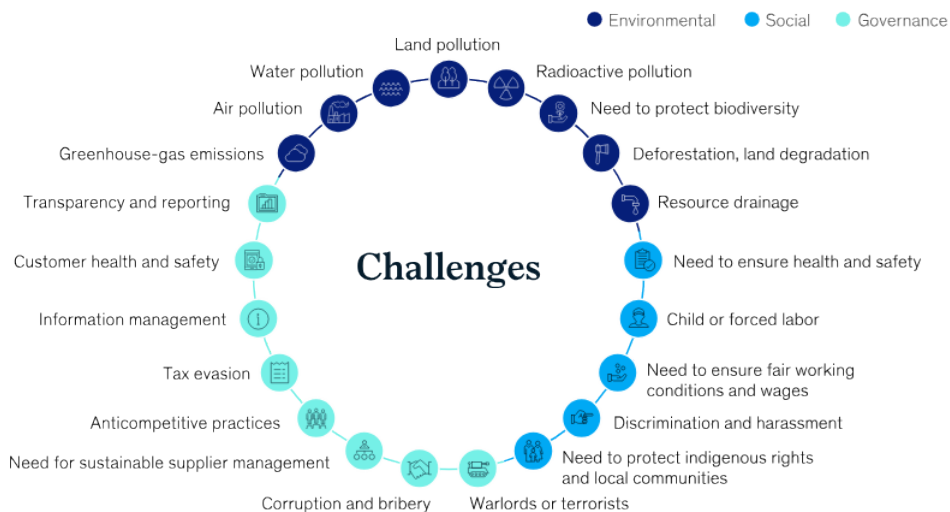 Environmental
Social
Governance
Land pollution
Water pollution
Radioactive pollution
Air pollution
Need to protect biodiversity
Greenhouse-gas emissions
Deforestation, land degradation
Transparency and reporting
Resource drainage
Customer health and safety
Challenges
Need to ensure health and safety
Information management
Child or forced labor
Tax evasion
Need to ensure fair working
conditions and wages
Anticompetitive practices
Discrimination and harassment
Need for sustainable supplier management
Need to protect indigenous rights
and local communities
Corruption and bribery
Warlords or terrorists